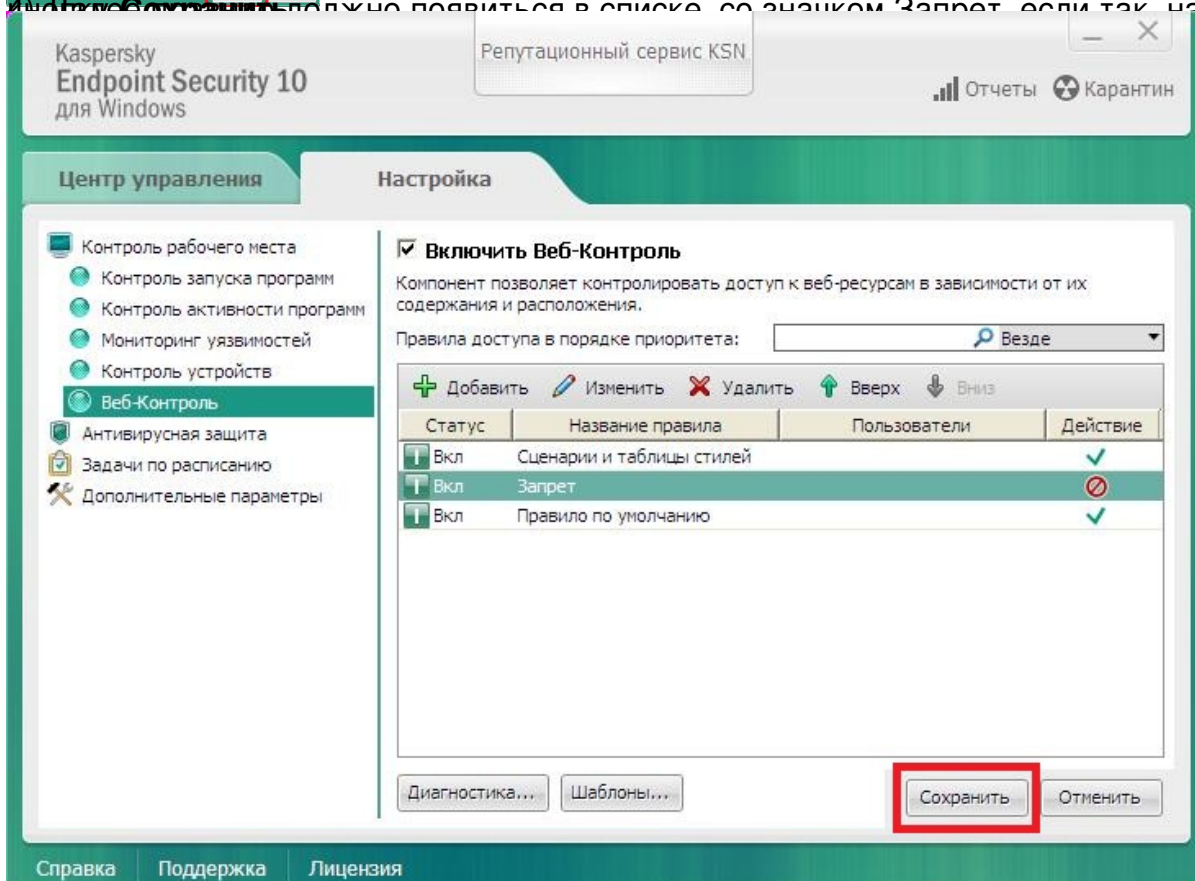 должно появиться в списке, со значком Запрет, если так,
Kaspersky
Endpoint Security 10
для Windows
Репутационный сервис KSN
Отчеты Карантин
Центр управления Настройка
Контроль рабочего места
Контроль запуска программ
Контроль активности программ
Мониторинг уязвимостей
Контроль устройств
Веб-Контроль
Антивирусная защита
Задачи по расписанию
Дополнительные параметры
Включить Веб-Контроль
Компонент позволяет контролировать доступ к веб-ресурсам в зависимости от их
содержания и расположения.
Правила доступа в порядке приоритета: Везде
Добавить Изменить Удалить Вверх Вниз
Статус Название правила Пользователи Действие
Вкл Сценарии и таблицы стилей
Вкл Запрет
Вкл Правило по умолчанию
Диагностика... Шаблоны... Сохранить Отменить
Справка Поддержка Лицензия